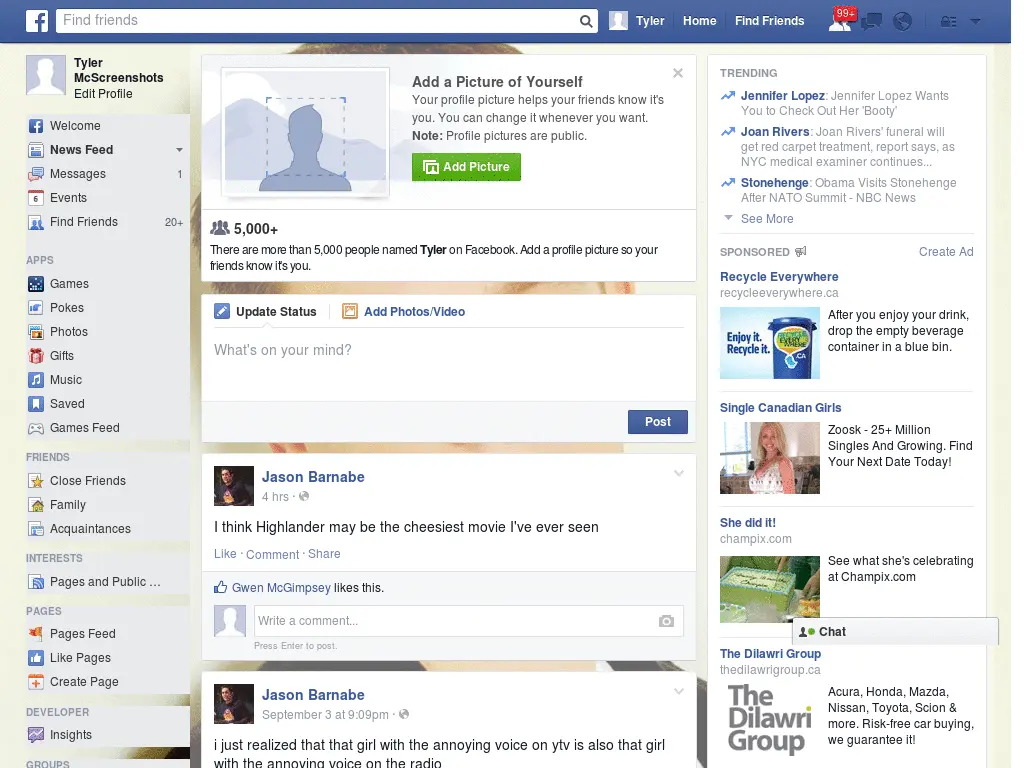 Find friends
Tyler
Home
Find Friends
99+
Tyler
McScreenshots
Edit Profile
Welcome
News Feed
Messages
1
Events
Find Friends
20+
APPS
Games
Pokes
Photos
Gifts
Music
Saved
Games Feed
FRIENDS
Close Friends
Family
Acquaintances
INTERESTS
Pages and Public ...
PAGES
Pages Feed
Like Pages
Create Page
DEVELOPER
Insights
GROUPS
Add a Picture of Yourself
Your profile picture helps your friends know it's
you. You can change it whenever you want.
Note: Profile pictures are public.
Add Picture
5,000+
There are more than 5,000 people named Tyler on Facebook. Add a profile picture so your
friends know it's you.
Update Status
Add Photos/Video
What's on your mind?
Post
Jason Barnabe
4 hrs ·
I think Highlander may be the cheesiest movie I've ever seen
Like · Comment · Share
Gwen McGimpsey likes this.
Write a comment...
Press Enter to post.
Jason Barnabe
September 3 at 9:09pm ·
i just realized that that girl with the annoying voice on ytv is also that girl
with the annoying voice on the radio
TRENDING
Jennifer Lopez: Jennifer Lopez Wants
You to Check Out Her 'Booty'
Joan Rivers: Joan Rivers' funeral will
get red carpet treatment, report says, as
NYC medical examiner continues...
Stonehenge: Obama Visits Stonehenge
After NATO Summit - NBC News
See More
SPONSORED
Create Ad
Recycle Everywhere
recycleeverywhere.ca
Enjoy it.
Recycle it.
RECYCLE
EVERYWHERE
.CA
After you enjoy your drink,
drop the empty beverage
container in a blue bin.
Single Canadian Girls
Zoosk - 25+ Million
Singles And Growing. Find
Your Next Date Today!
She did it!
champix.com
See what she's celebrating
at Champix.com
Chat
The Dilawri Group
thedilawrigroup.ca
The
Dilawri
Group
Acura, Honda, Mazda,
Nissan, Toyota, Scion &
more. Risk-free car buying,
we guarantee it!